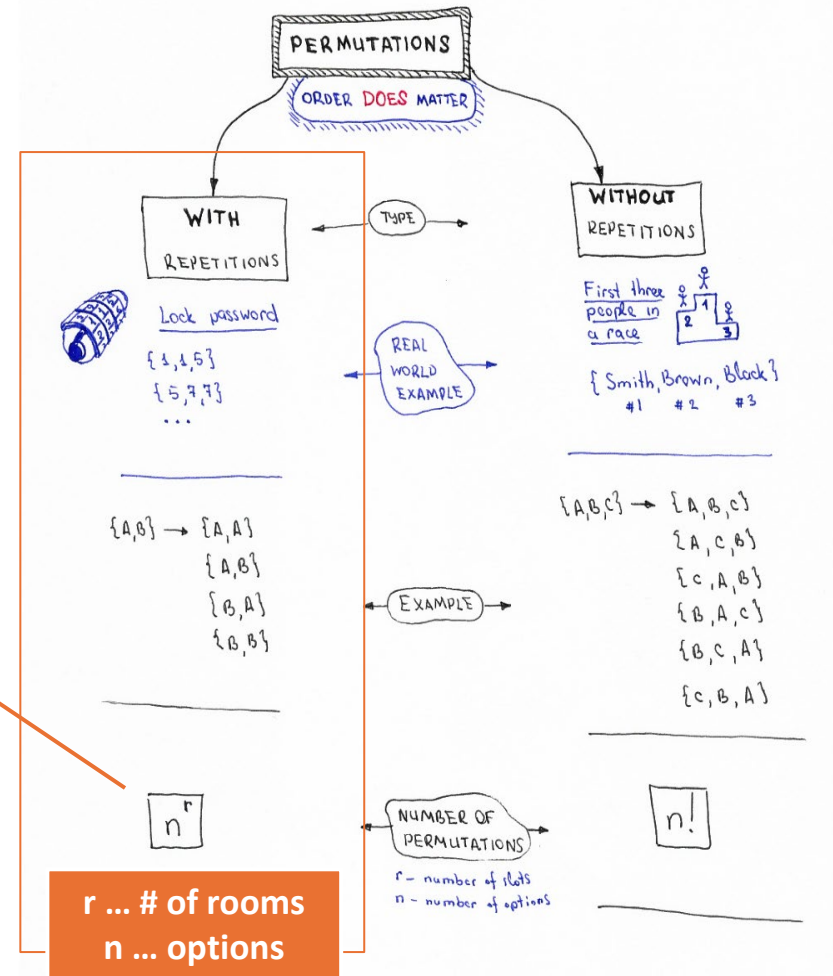 PERMUTATIONS
ORDER DOES MATTER
WITH
REPETITIONS
TYPE
WITHOUT
REPETITIONS
Lock password
{1,1,5}
{5,7,7}
...
REAL
WORLD
EXAMPLE
First three
people in
a race
1
2
3
{Smith, Brown, Black}
#1 #2 #3
{A,B} → {A,A}
{A,B}
{B,A}
{B,B}
EXAMPLE
{A,B,C} → {A,B,C}
{A,C,B}
{C,A,B}
{B,A,C}
{B,C,A}
{C,B,A}
n^r
NUMBER OF
PERMUTATIONS
r - number of slots
n - number of options
n!
r ... # of rooms
n ... options